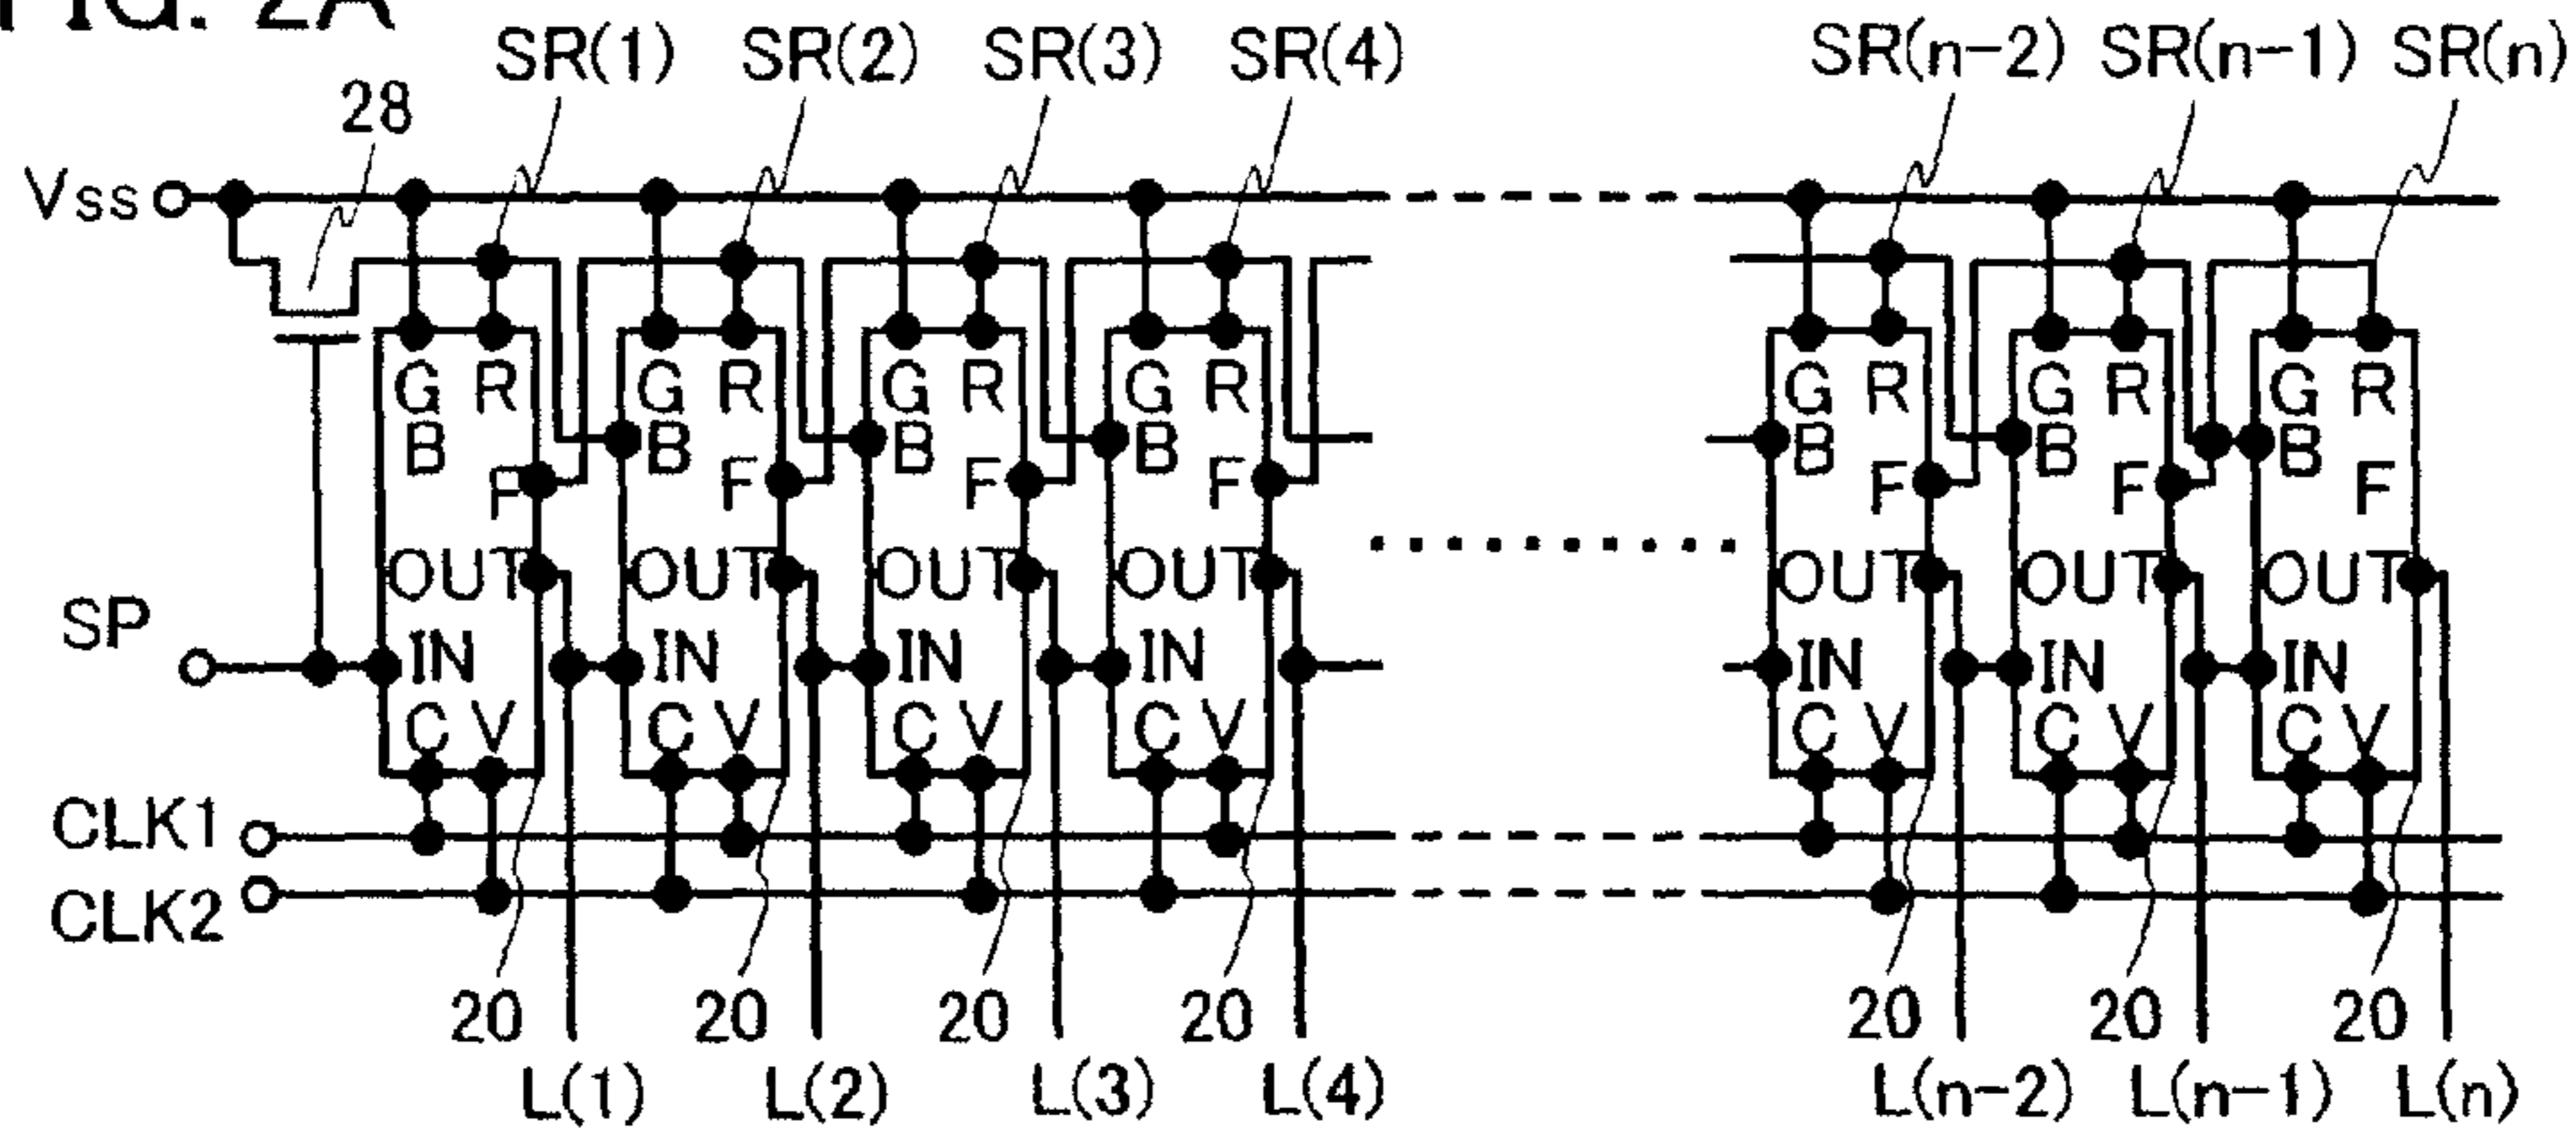 FIG. 2A
SR(1) SR(2) SR(3) SR(4) SR(n-2) SR(n-1) SR(n)
28
Vss
G R G R G R G R G R G R G R
B B B B B B B
F F F F F F F
OUT OUT OUT OUT OUT OUT OUT
SP
IN IN IN IN IN IN IN
C V C V C V C V C V C V C V
CLK1
CLK2
20 20 20 20 20 20 20
L(1) L(2) L(3) L(4) L(n-2) L(n-1) L(n)